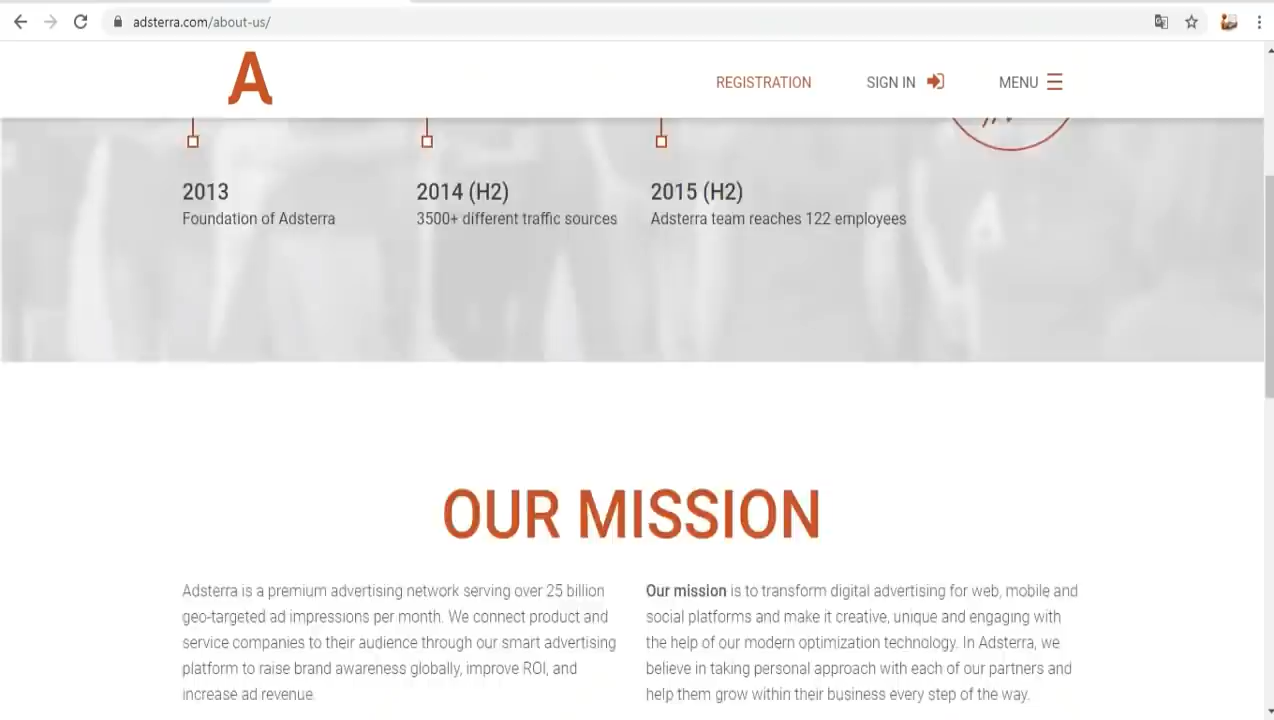 adsterra.com/about-us/
A
REGISTRATION
SIGN IN
MENU
2013
Foundation of Adsterra
2014 (H2)
3500+ different traffic sources
2015 (H2)
Adsterra team reaches 122 employees
OUR MISSION
Adsterra is a premium advertising network serving over 25 billion
geo-targeted ad impressions per month. We connect product and
service companies to their audience through our smart advertising
platform to raise brand awareness globally, improve ROI, and
increase ad revenue.
Our mission is to transform digital advertising for web, mobile and
social platforms and make it creative, unique and engaging with
the help of our modern optimization technology. In Adsterra, we
believe in taking personal approach with each of our partners and
help them grow within their business every step of the way.